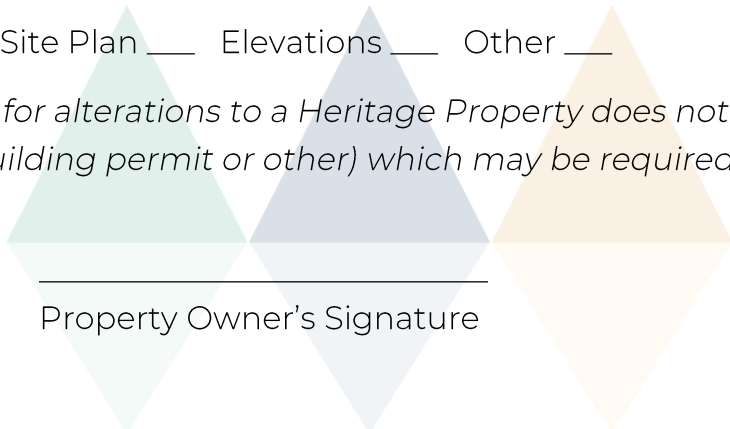 Site Plan ___ Elevations ___ Other ___
for alterations to a Heritage Property does not
uilding permit or other) which may be required
Property Owner’s Signature